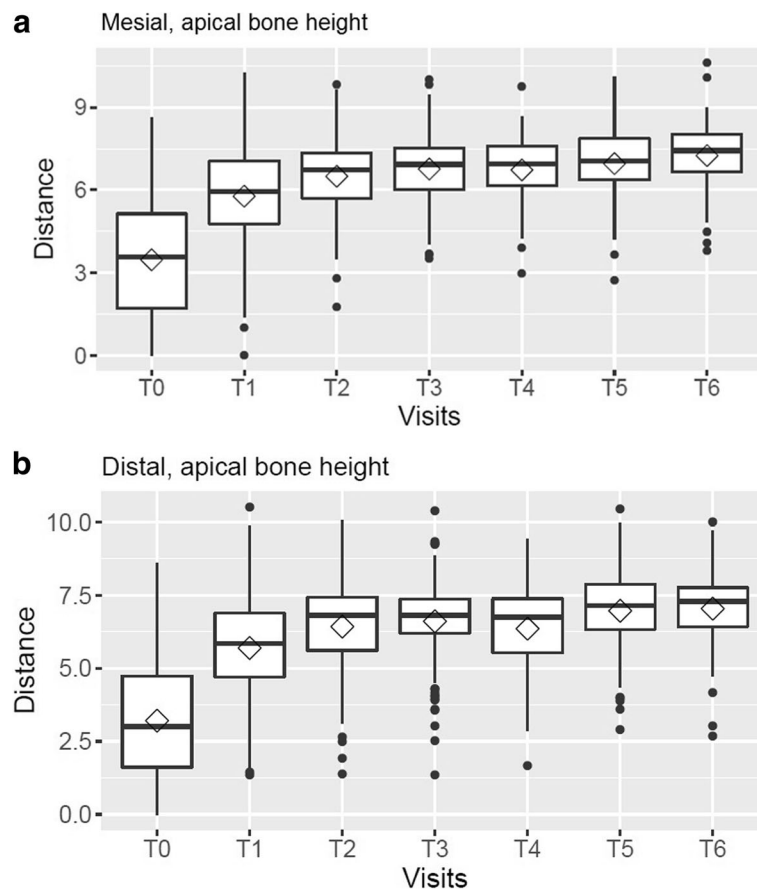 a
Mesial, apical bone height
Distance
9
6
3
0
T0 T1 T2 T3 T4 T5 T6
Visits
b
Distal, apical bone height
Distance
10.0
7.5
5.0
2.5
0.0
T0 T1 T2 T3 T4 T5 T6
Visits